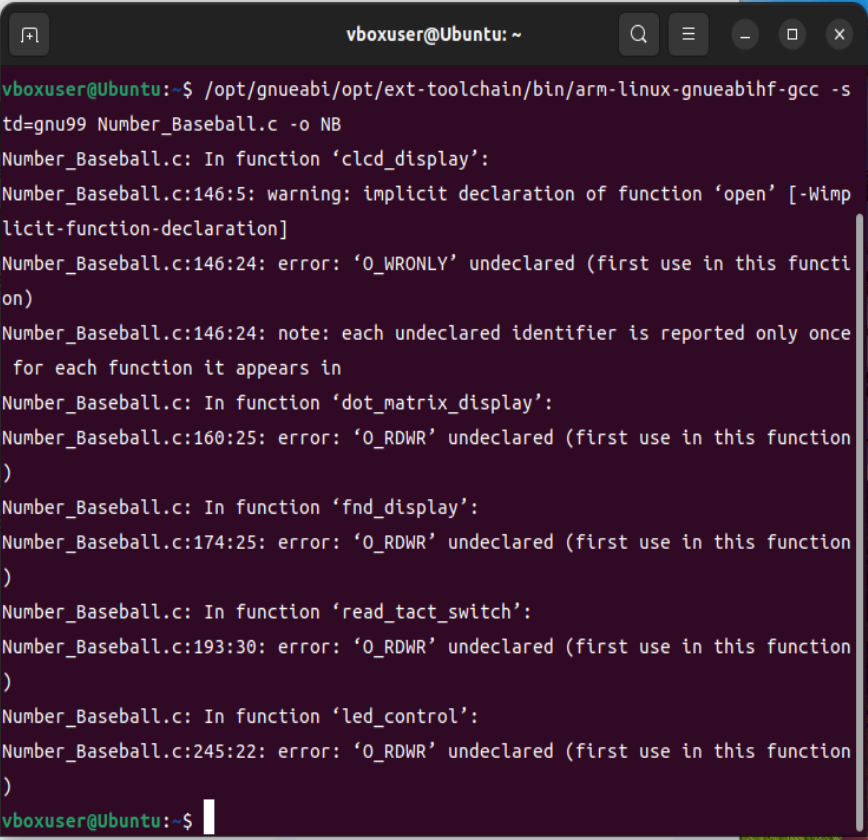 vboxuser@Ubuntu: ~
vboxuser@Ubuntu:~$ /opt/gnueabi/opt/ext-toolchain/bin/arm-linux-gnueabihf-gcc -s
td=gnu99 Number_Baseball.c -o NB
Number_Baseball.c: In function ‘clcd_display’:
Number_Baseball.c:146:5: warning: implicit declaration of function ‘open’ [-Wimp
licit-function-declaration]
Number_Baseball.c:146:24: error: ‘O_WRONLY’ undeclared (first use in this functi
on)
Number_Baseball.c:146:24: note: each undeclared identifier is reported only once
 for each function it appears in
Number_Baseball.c: In function ‘dot_matrix_display’:
Number_Baseball.c:160:25: error: ‘O_RDWR’ undeclared (first use in this function
)
Number_Baseball.c: In function ‘fnd_display’:
Number_Baseball.c:174:25: error: ‘O_RDWR’ undeclared (first use in this function
)
Number_Baseball.c: In function ‘read_tact_switch’:
Number_Baseball.c:193:30: error: ‘O_RDWR’ undeclared (first use in this function
)
Number_Baseball.c: In function ‘led_control’:
Number_Baseball.c:245:22: error: ‘O_RDWR’ undeclared (first use in this function
)
vboxuser@Ubuntu:~$